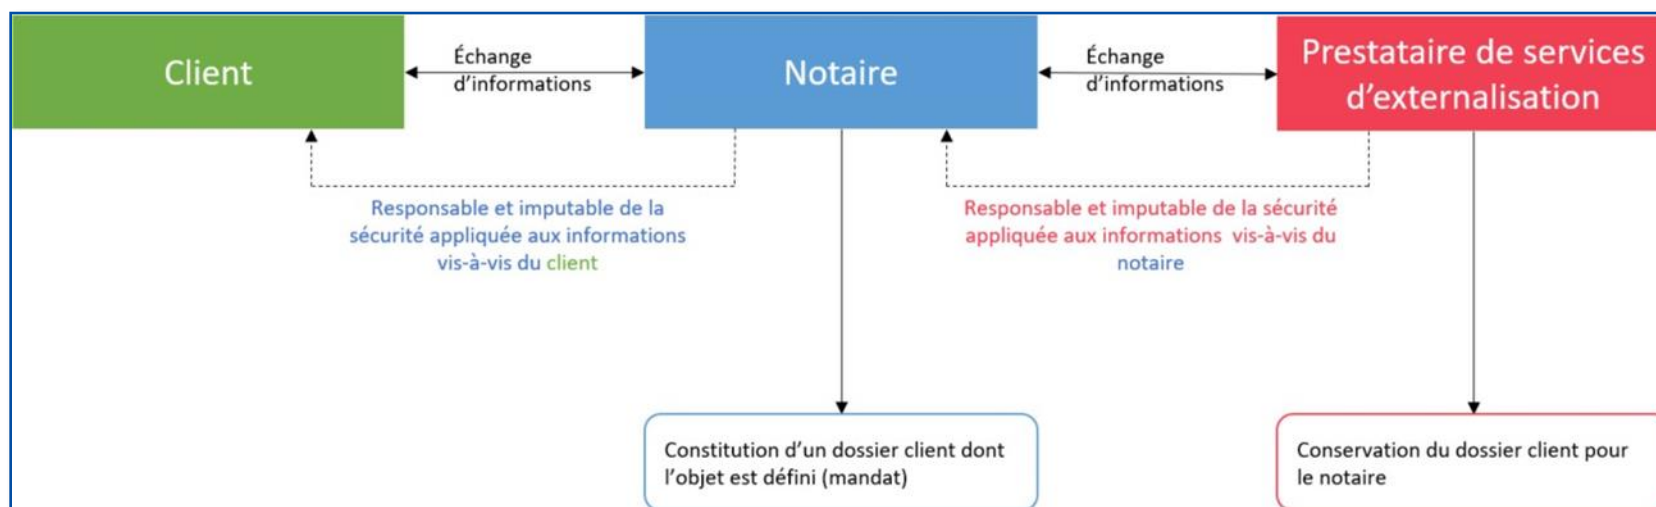 Client
Échange
d'informations
Notaire
Échange
d'informations
Prestataire de services
d'externalisation
Responsable et imputable de la
sécurité appliquée aux informations
vis-à-vis du client
Responsable et imputable de la sécurité
appliquée aux informations vis-à-vis du
notaire
Constitution d'un dossier client dont
l'objet est défini (mandat)
Conservation du dossier client pour
le notaire